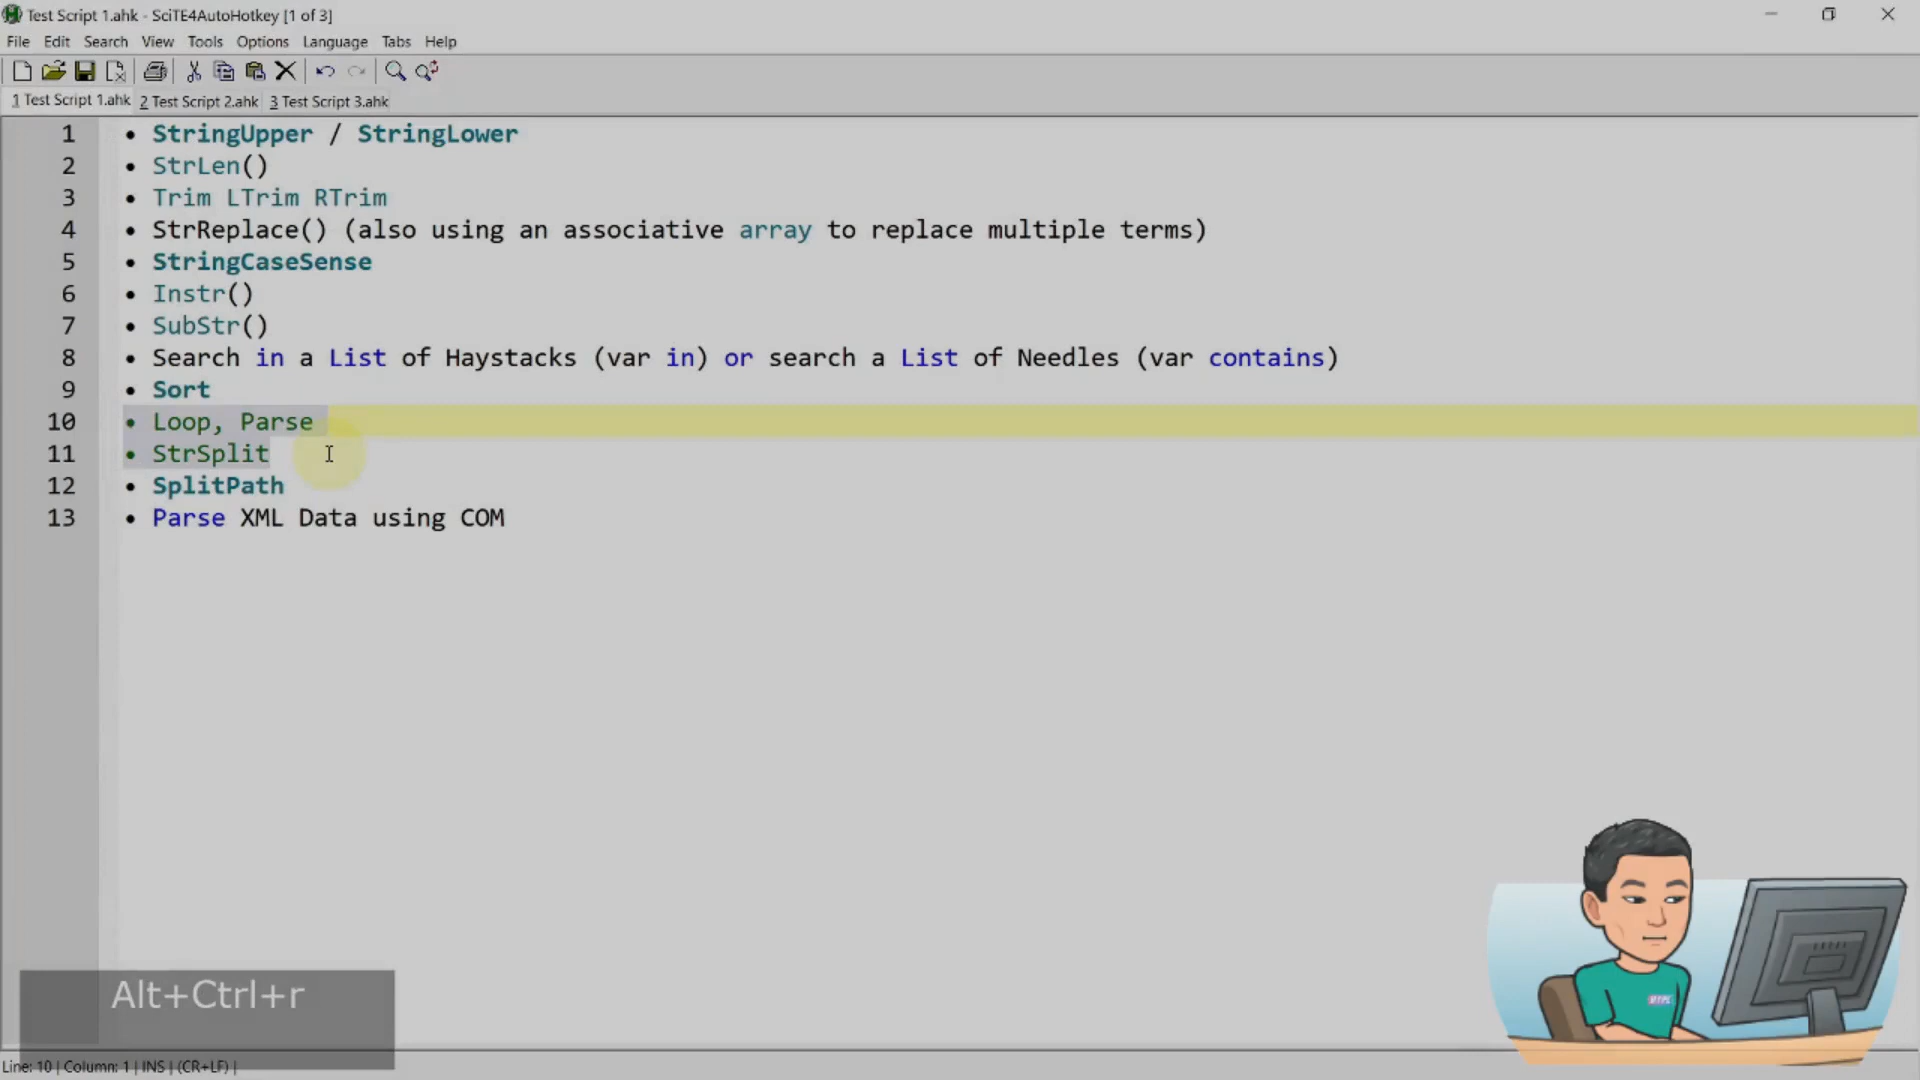 Test Script 1.ahk - SciTE4AutoHotkey [1 of 3]
File Edit Search View Tools Options Language Tabs Help
1 Test Script 1.ahk 2 Test Script 2.ahk 3 Test Script 3.ahk
1 • StringUpper / StringLower
2 • StrLen()
3 • Trim LTrim RTrim
4 • StrReplace() (also using an associative array to replace multiple terms)
5 • StringCaseSense
6 • Instr()
7 • SubStr()
8 • Search in a List of Haystacks (var in) or search a List of Needles (var contains)
9 • Sort
10 • Loop, Parse
11 • StrSplit
12 • SplitPath
13 • Parse XML Data using COM
Alt+Ctrl+r
Line: 10 | Column: 1 | INS | (CR+LF) |